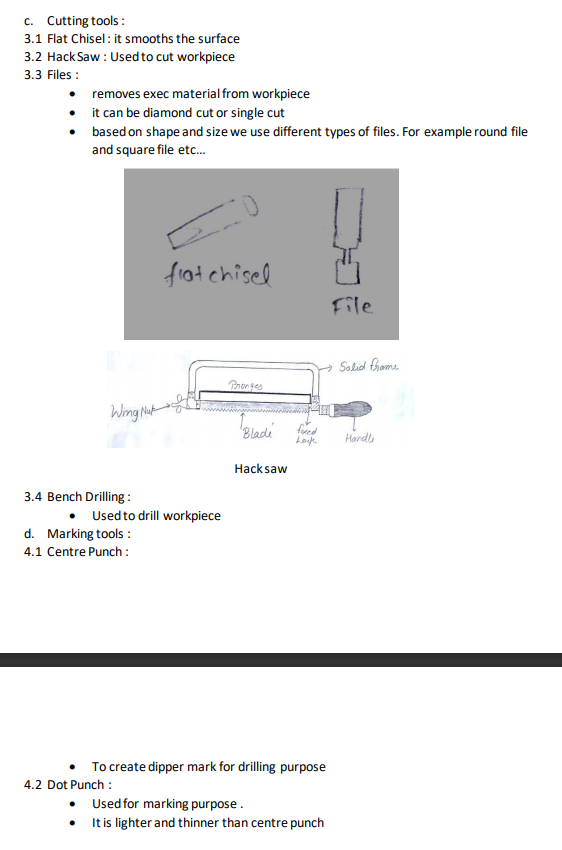 c. Cutting tools :
3.1 Flat Chisel : it smooths the surface
3.2 Hack Saw : Used to cut workpiece
3.3 Files :
• removes exec material from workpiece
• it can be diamond cut or single cut
• based on shape and size we use different types of files. For example round file
and square file etc...
flat chisel
File
Solid frame
Wing Nut
Blade
fixed
Handle
Hack saw
3.4 Bench Drilling :
• Used to drill workpiece
d. Marking tools :
4.1 Centre Punch :
• To create dipper mark for drilling purpose
4.2 Dot Punch :
• Used for marking purpose .
• It is lighter and thinner than centre punch